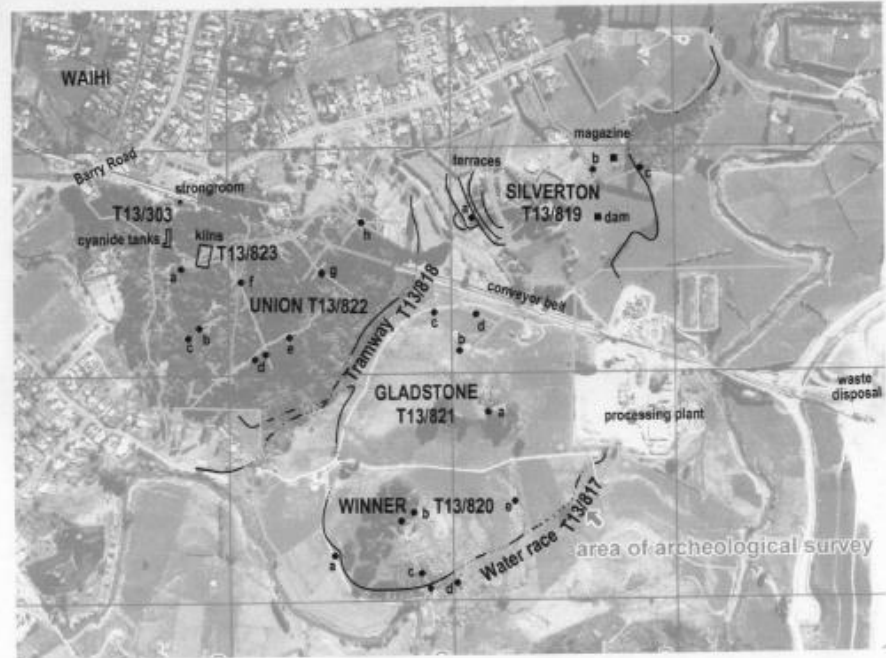 WAIHI
magazine
b
c
Barry Road
terraces
strongroom
SILVERTON
T13/303
a
T13/819
dam
cyanide tanks
kilns
T13/823
h
a
f
g
UNION T13/822
T13/818
conveyor belt
c
b
Tramway
c
d
d
e
b
GLADSTONE
waste
disposal
T13/821
a
processing plant
WINNER
T13/820
b
e
Water race T13/817
area of archeological survey
a
c
d